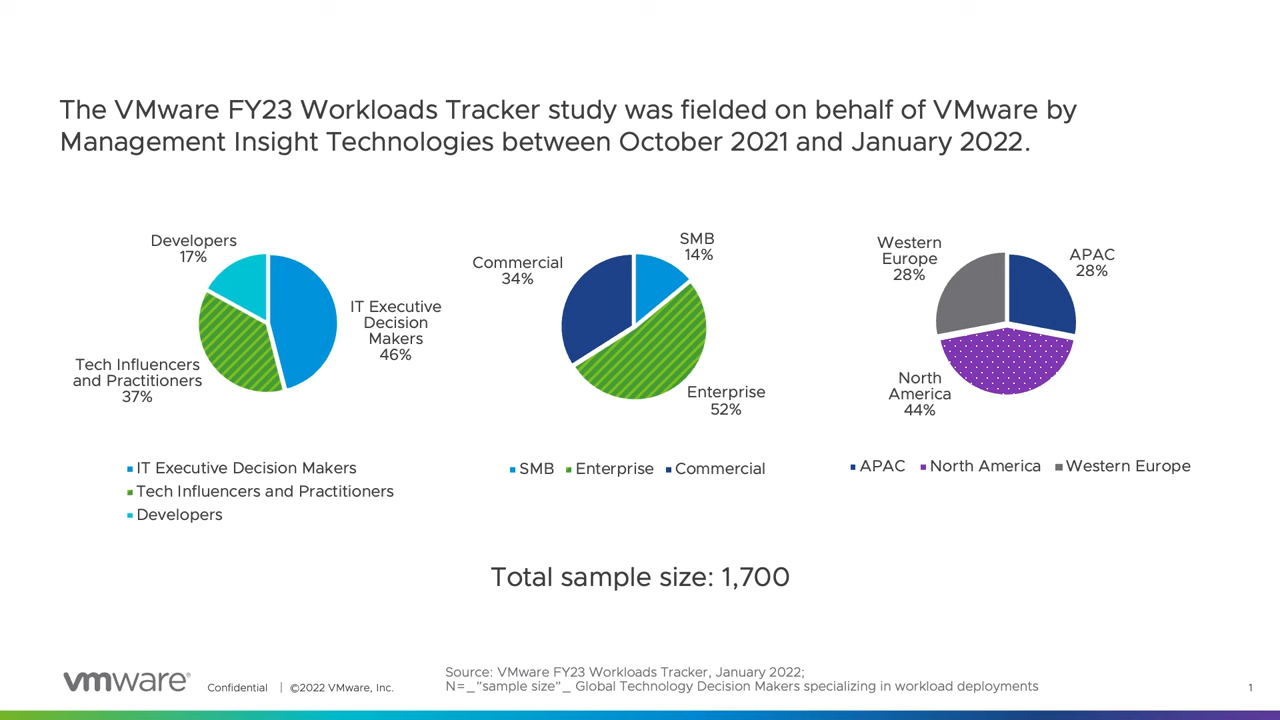 The VMware FY23 Workloads Tracker study was fielded on behalf of VMware by
Management Insight Technologies between October 2021 and January 2022.
Developers
17%
IT Executive
Decision
Makers
46%
Tech Influencers
and Practitioners
37%
IT Executive Decision Makers
Tech Influencers and Practitioners
Developers
SMB
14%
Commercial
34%
Enterprise
52%
SMB Enterprise Commercial
Western
Europe
28%
APAC
28%
North
America
44%
APAC North America Western Europe
Total sample size: 1,700
vmware®
Confidential | ©2022 VMware, Inc.
Source: VMware FY23 Workloads Tracker, January 2022;
N=_"sample size"_ Global Technology Decision Makers specializing in workload deployments
1